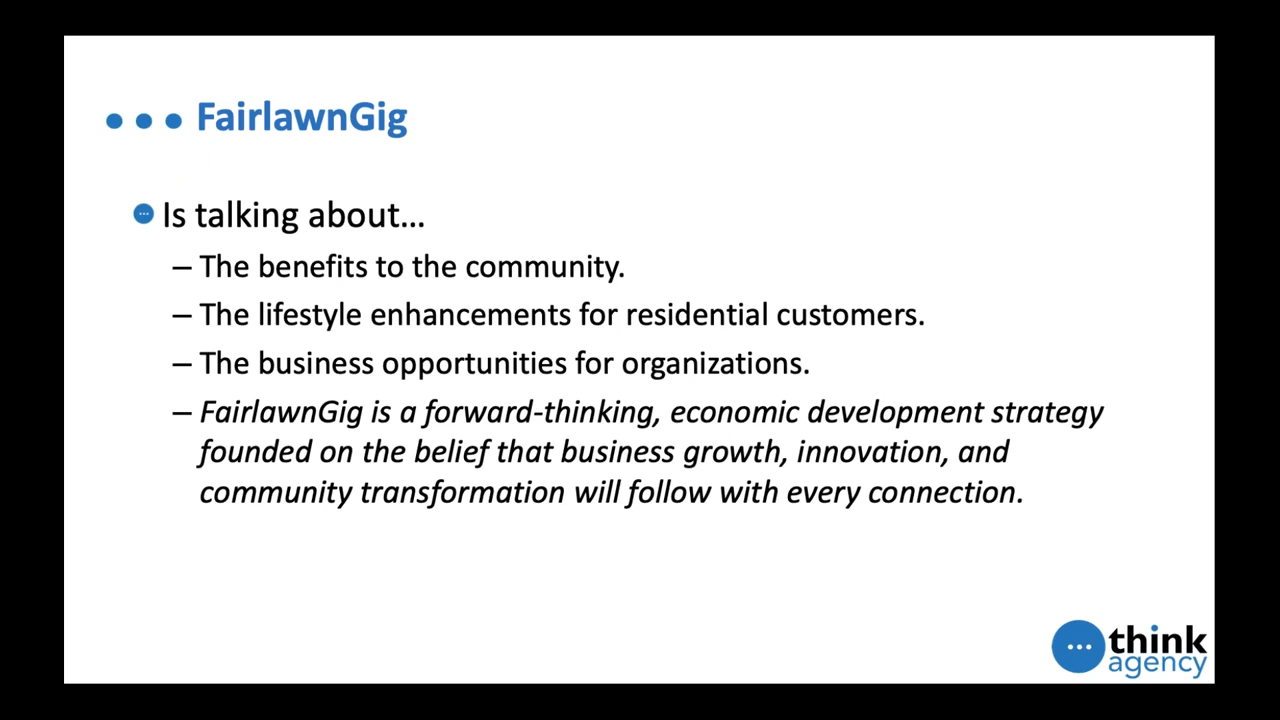 FairlawnGig
Is talking about…
– The benefits to the community.
– The lifestyle enhancements for residential customers.
– The business opportunities for organizations.
– FairlawnGig is a forward-thinking, economic development strategy
founded on the belief that business growth, innovation, and
community transformation will follow with every connection.
think
agency